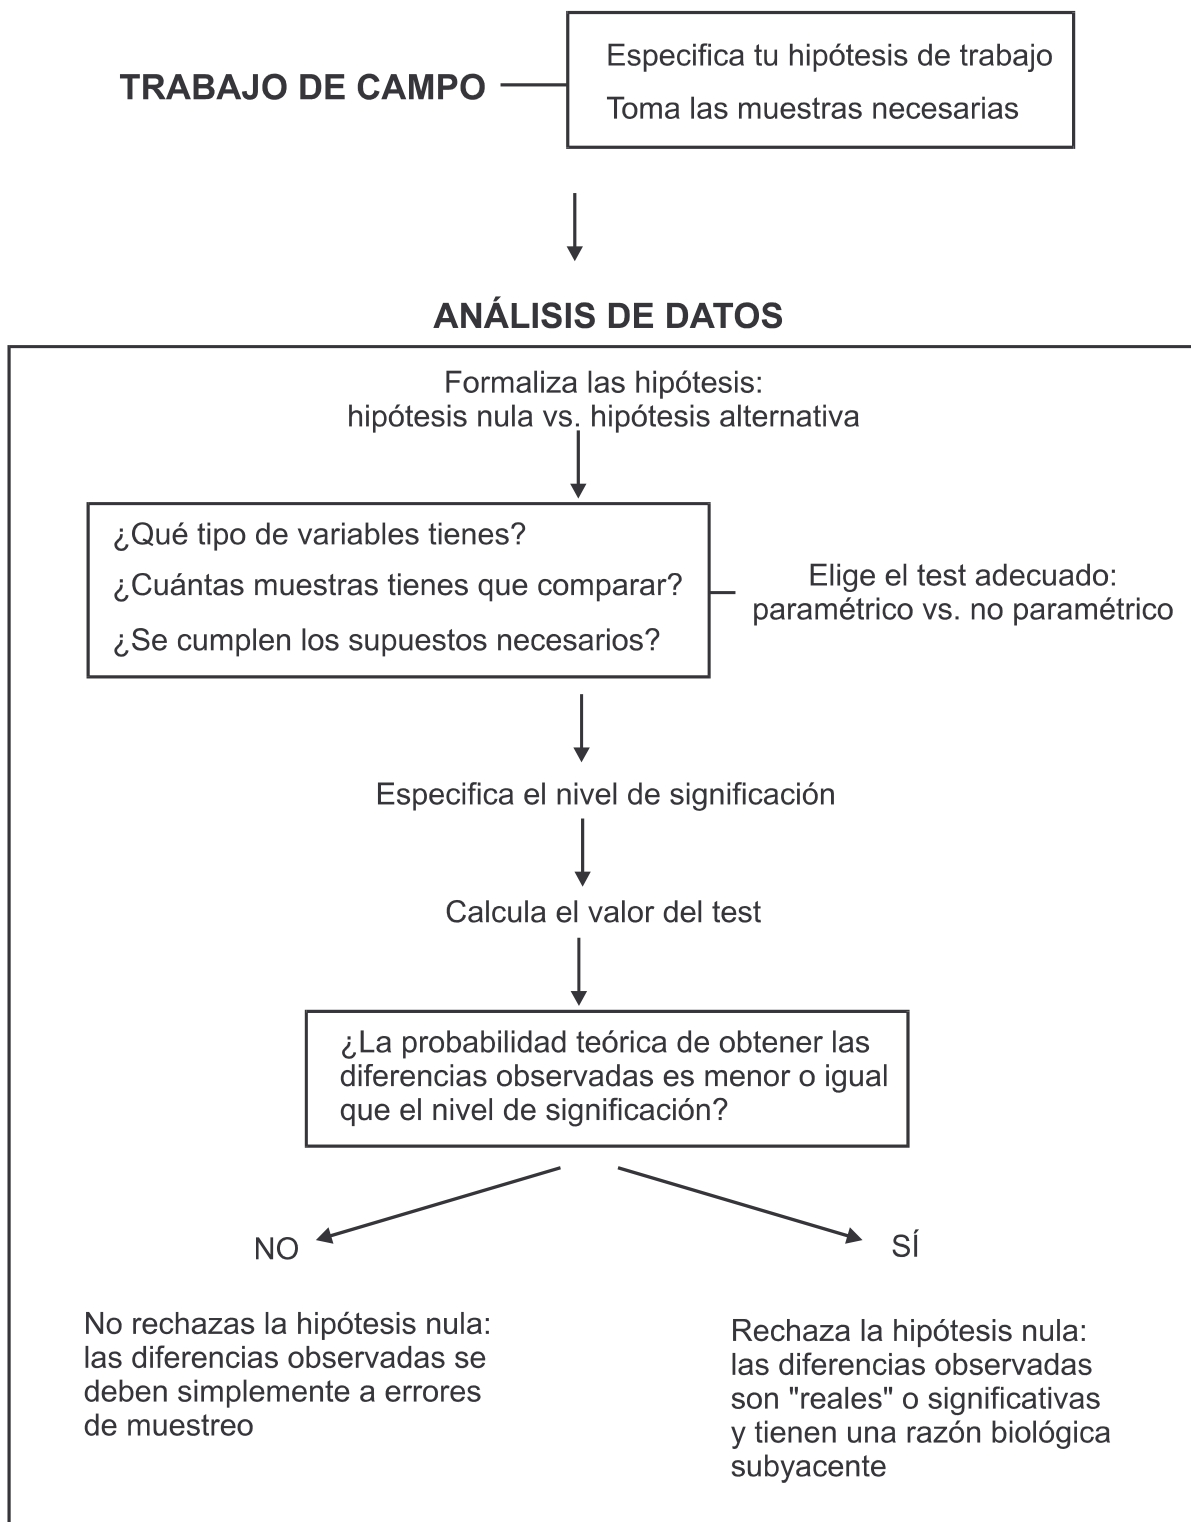 TRABAJO DE CAMPO
Especifica tu hipótesis de trabajo
Toma las muestras necesarias
ANÁLISIS DE DATOS
Formaliza las hipótesis:
hipótesis nula vs. hipótesis alternativa
¿Qué tipo de variables tienes?
¿Cuántas muestras tienes que comparar?
¿Se cumplen los supuestos necesarios?
Elige el test adecuado:
paramétrico vs. no paramétrico
Especifica el nivel de significación
Calcula el valor del test
¿La probabilidad teórica de obtener las
diferencias observadas es menor o igual
que el nivel de significación?
NO
No rechazas la hipótesis nula:
las diferencias observadas se
deben simplemente a errores
de muestreo
SÍ
Rechaza la hipótesis nula:
las diferencias observadas
son "reales" o significativas
y tienen una razón biológica
subyacente